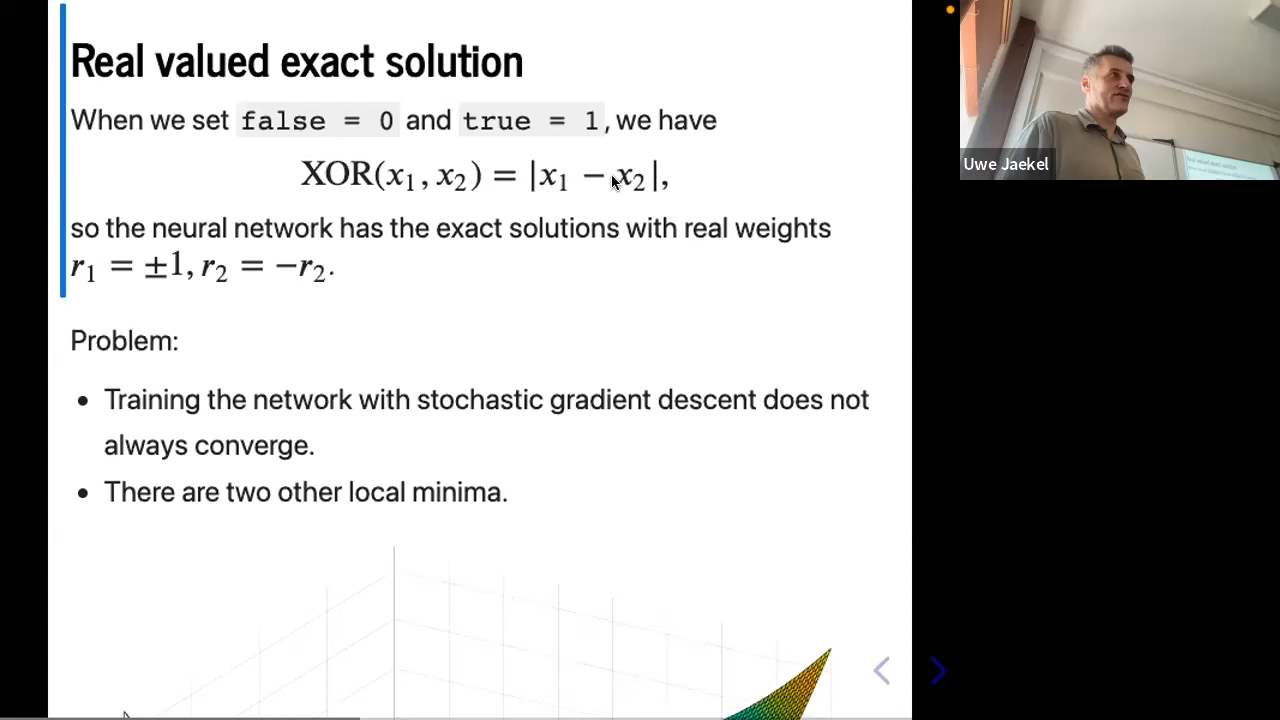 Real valued exact solution
When we set false = 0 and true = 1, we have
XOR(x₁, x₂) = |x₁ − x₂|,
so the neural network has the exact solutions with real weights
r₁ = ±1, r₂ = −r₂.
Problem:
• Training the network with stochastic gradient descent does not
always converge.
• There are two other local minima.
Uwe Jaekel